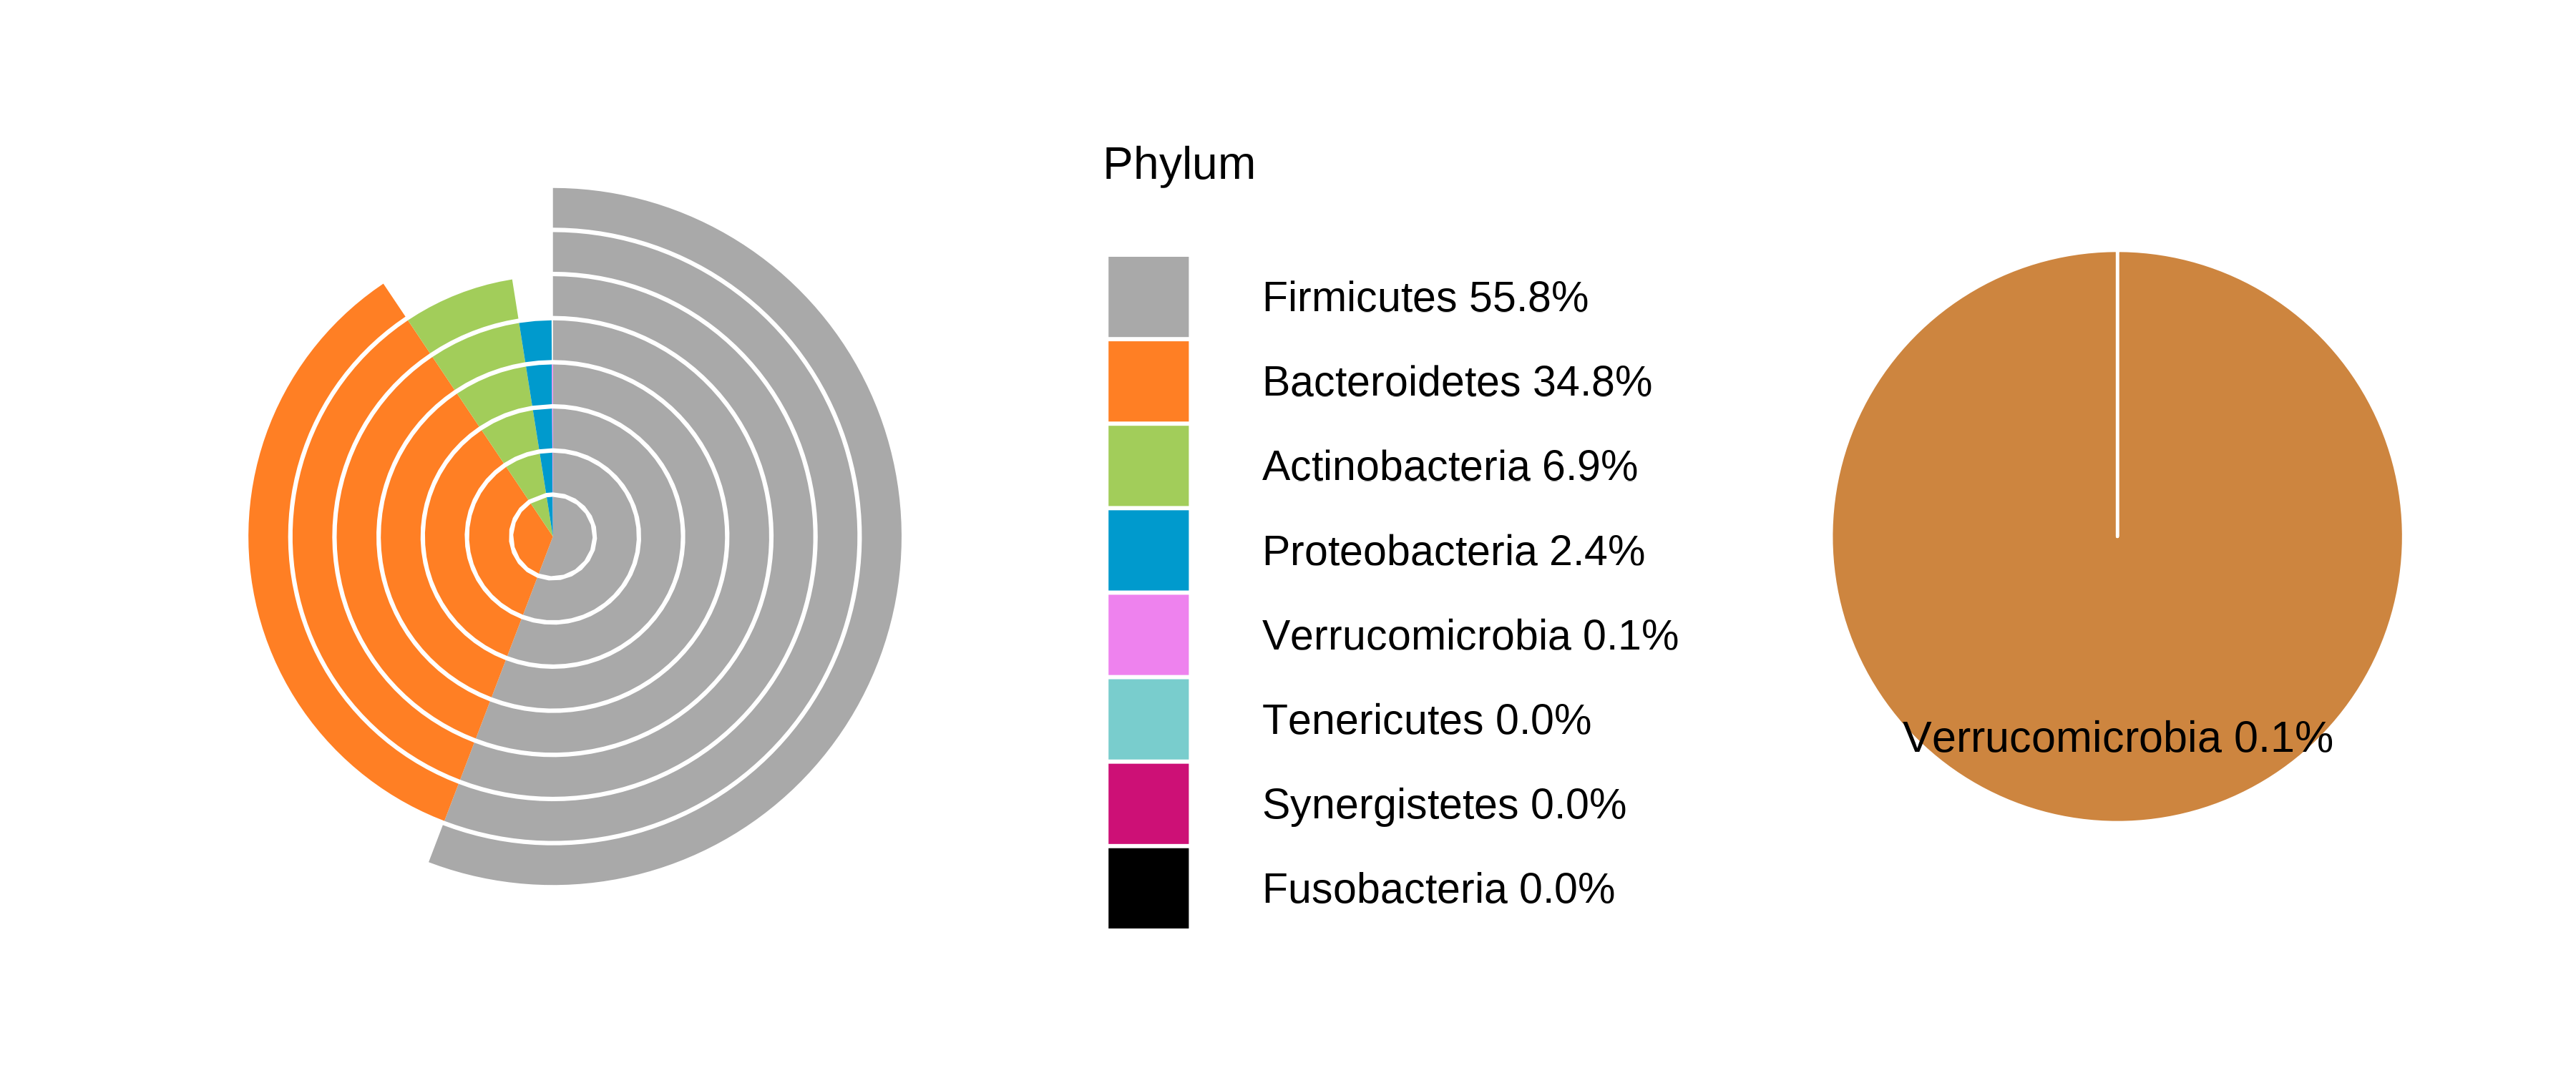 Phylum
Firmicutes 55.8%
Bacteroidetes 34.8%
Actinobacteria 6.9%
Proteobacteria 2.4%
Verrucomicrobia 0.1%
Tenericutes 0.0%
Synergistetes 0.0%
Fusobacteria 0.0%
Verrucomicrobia 0.1%